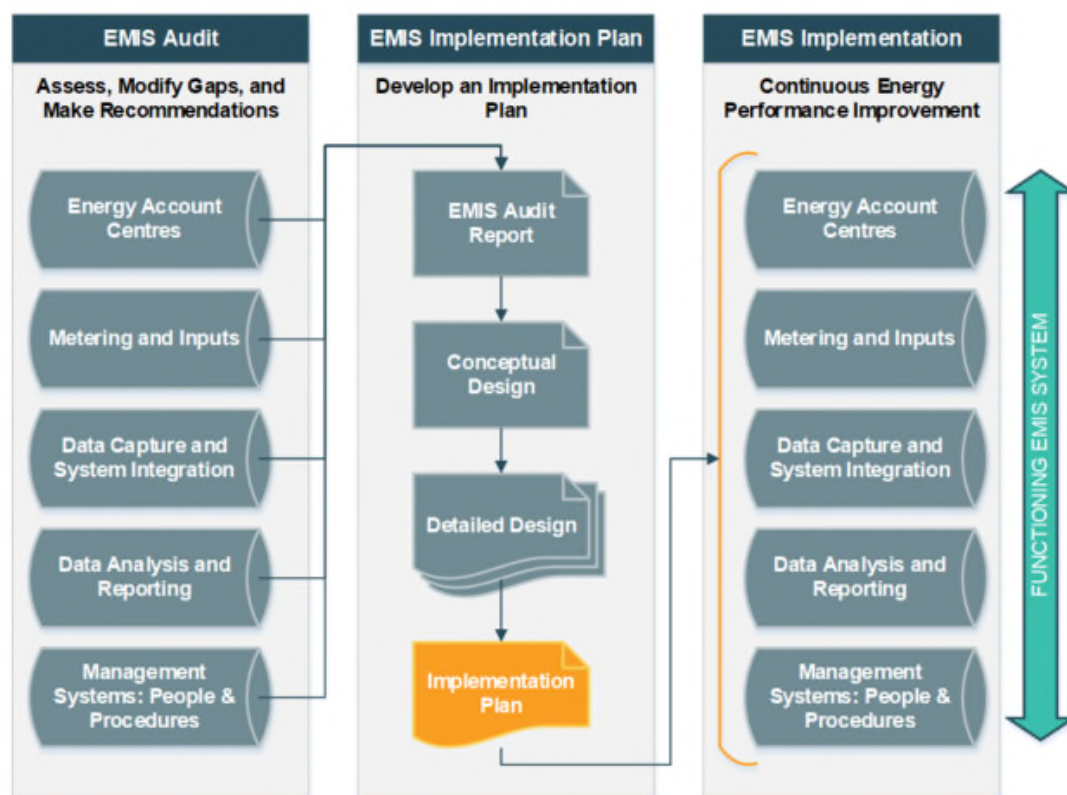 EMIS Audit
Assess, Modify Gaps, and
Make Recommendations
Energy Account
Centres
Metering and Inputs
Data Capture and
System Integration
Data Analysis and
Reporting
Management
Systems: People &
Procedures
EMIS Implementation Plan
Develop an Implementation
Plan
EMIS Audit
Report
Conceptual
Design
Detailed Design
Implementation
Plan
EMIS Implementation
Continuous Energy
Performance Improvement
Energy Account
Centres
Metering and Inputs
Data Capture and
System Integration
Data Analysis and
Reporting
Management
Systems: People &
Procedures
FUNCTIONING EMIS SYSTEM